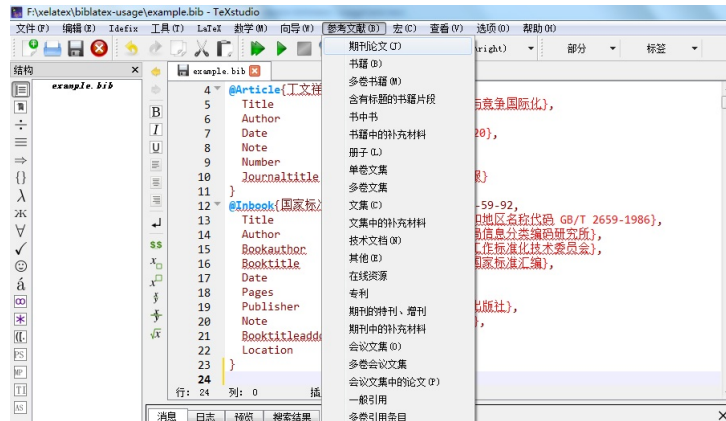 F:\xelatex\biblatex-usage\example.bib - TeXstudio
文件(F) 编辑(E) Idefix 工具(T) LaTeX 数学(M) 向导(W) 参考文献(B) 宏(C) 查看(V) 选项(O) 帮助(H)
right) 部分 标签
结构
example.bib
example.bib
期刊论文(J)
书籍(B)
多卷书籍(M)
含有标题的书籍片段
书中书
书籍中的补充材料
册子(L)
单卷文集
多卷文集
文集(C)
文集中的补充材料
技术文档(N)
其他(E)
在线资源
专利
期刊的特刊、增刊
期刊中的补充材料
会议文集(O)
多卷会议文集
会议文集中的论文(P)
一般引用
多卷引用条目
4 @Article{丁文祥
5 Title 与竞争国际化},
6 Author
7 Date 20},
8 Note
9 Number
10 Journaltitle }
11 }
12 @Inbook{国家标 -59-92,
13 Title 和地区名称代码 GB/T 2659-1986},
14 Author 局信息分类编码研究所},
15 Bookauthor 工作标准化技术委员会},
16 Booktitle 国家标准汇编},
17 Date
18 Pages
19 Publisher 出版社},
20 Note },
21 Booktitleadd
22 Location
23 }
24
行: 24 列: 0 插
消息 日志 预览 搜索结果